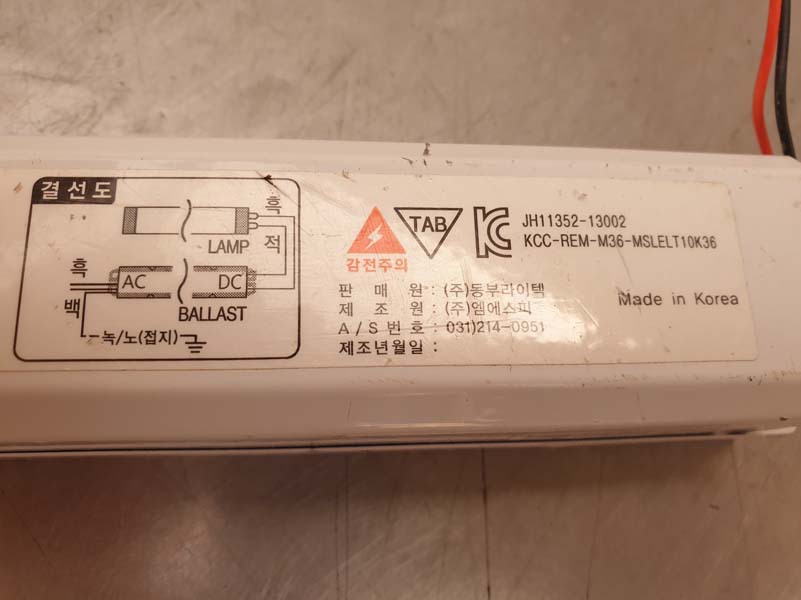 결선도
흑
LAMP
적
흑
AC
DC
백
BALLAST
녹/노(접지)
감전주의
TAB
JH11352-13002
KCC-REM-M36-MSLELT10K36
판 매 원 : (주)동부라이텍
제 조 원 : (주)엠에스피
A/S번호 : 031)214-0951
제조년월일 :
Made in Korea